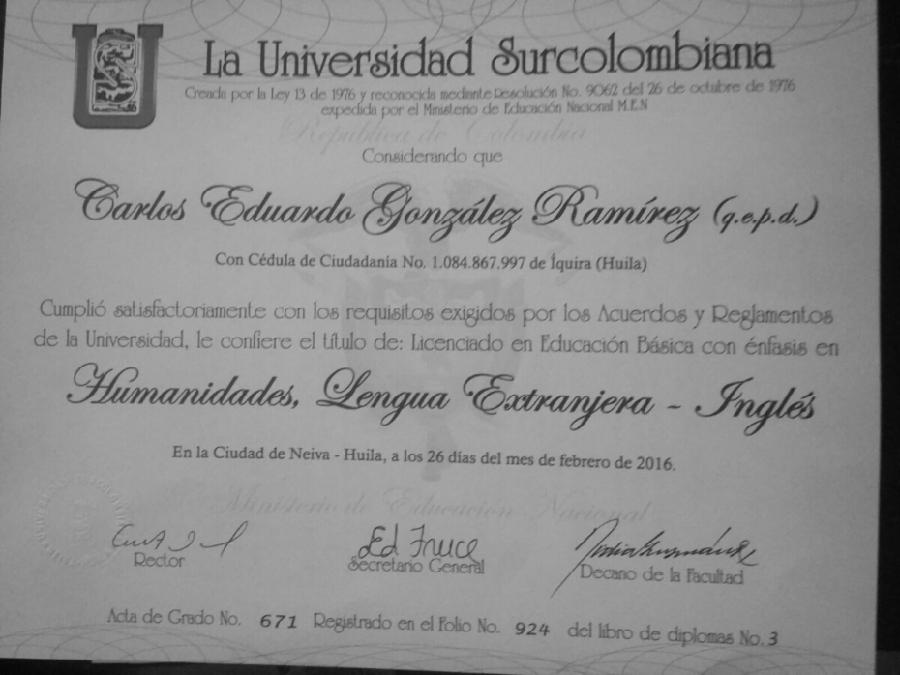 La Universidad Surcolombiana
Creada por la Ley 13 de 1976 y reconocida mediante Resolución No. 9062 del 26 de octubre de 1976
expedida por el Ministerio de Educación Nacional M.E.N
República de Colombia
Considerando que
Carlos Eduardo González Ramírez (q.e.p.d.)
Con Cédula de Ciudadanía No. 1.084.867.997 de Íquira (Huila)
Cumplió satisfactoriamente con los requisitos exigidos por los Acuerdos y Reglamentos
de la Universidad, le confiere el título de: Licenciado en Educación Básica con énfasis en
Humanidades, Lengua Extranjera - Inglés
En la Ciudad de Neiva - Huila, a los 26 días del mes de febrero de 2016.
Ministerio de Educación Nacional
Rector
Secretario General
Decano de la Facultad
Acta de Grado No. 671 Registrado en el Folio No. 924 del libro de diplomas No. 3